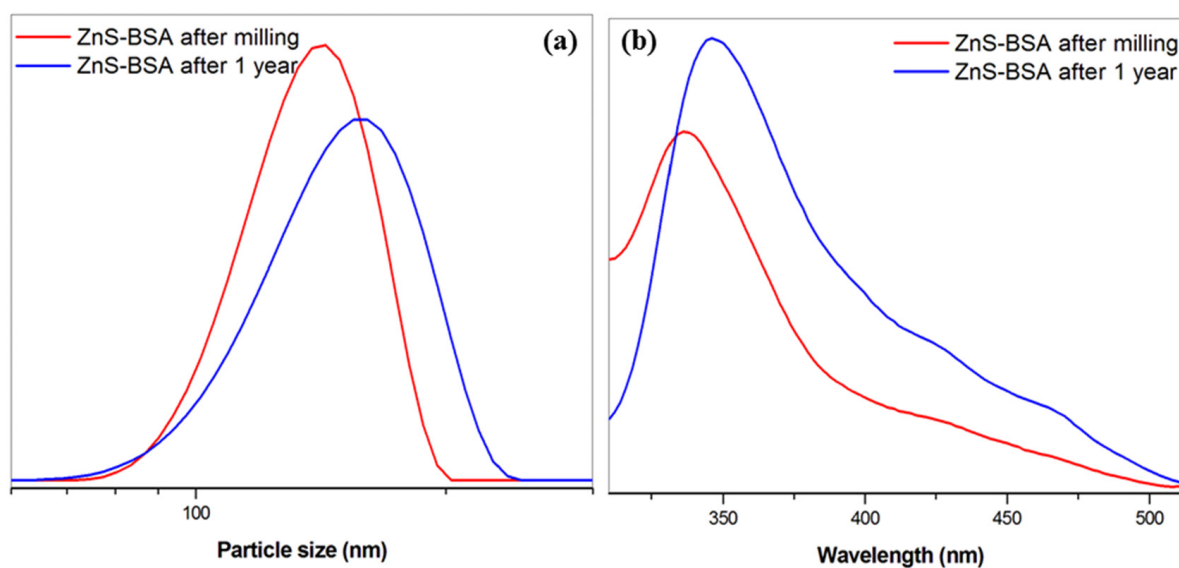 ZnS-BSA after milling
ZnS-BSA after 1 year
(a)
100
Particle size (nm)
(b)
ZnS-BSA after milling
ZnS-BSA after 1 year
350 400 450 500
Wavelength (nm)